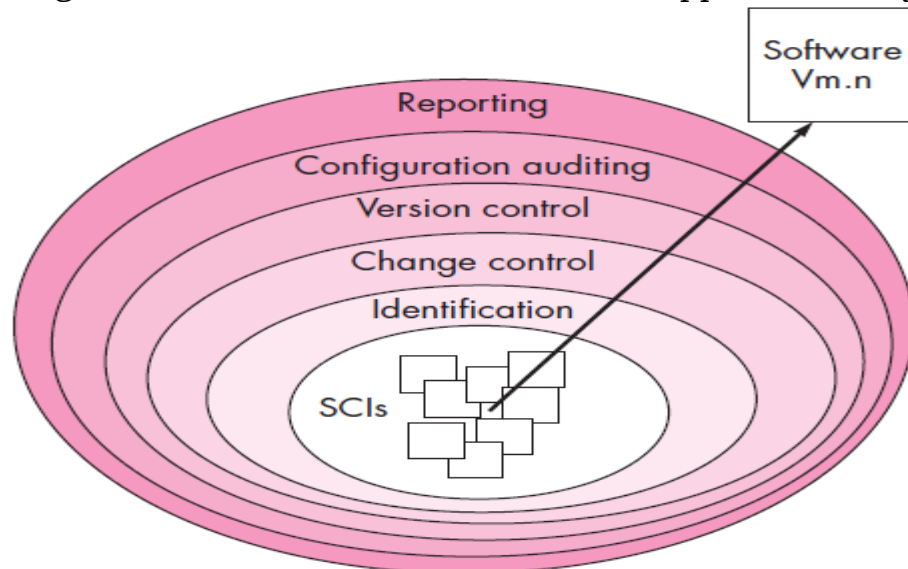 Software
Vm.n
Reporting
Configuration auditing
Version control
Change control
Identification
SCIs